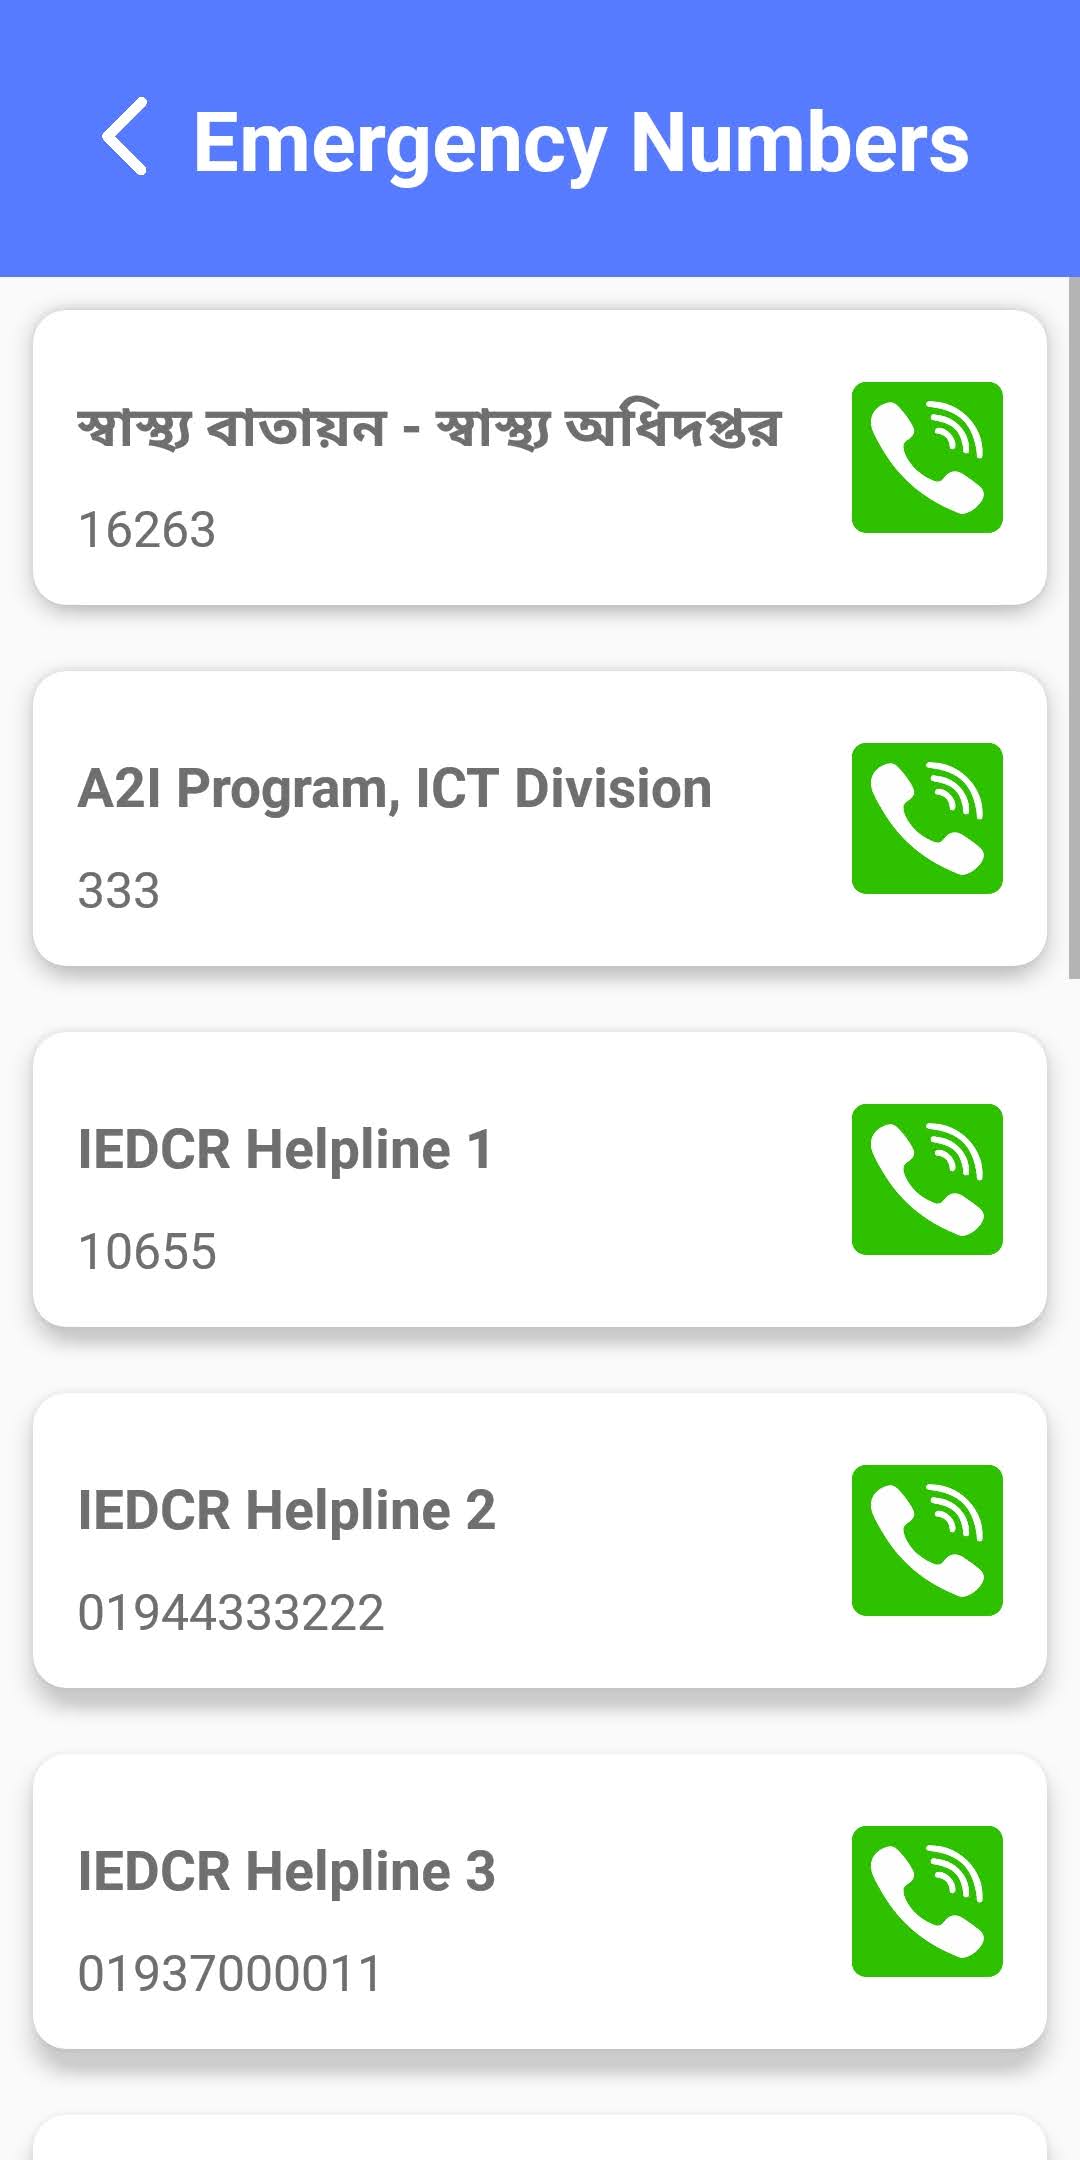 Emergency Numbers
স্বাস্থ্য বাতায়ন - স্বাস্থ্য অধিদপ্তর
16263
A2I Program, ICT Division
333
IEDCR Helpline 1
10655
IEDCR Helpline 2
01944333222
IEDCR Helpline 3
01937000011